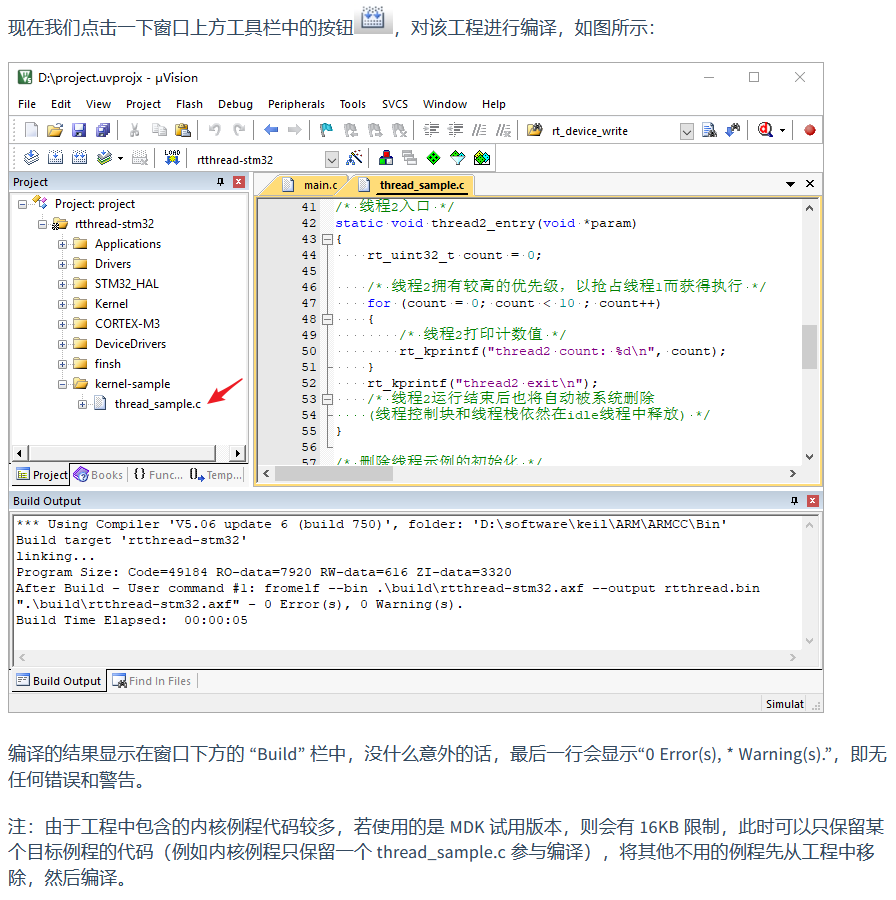 现在我们点击一下窗口上方工具栏中的按钮，对该工程进行编译，如图所示：
D:\project.uvprojx - µVision
File Edit View Project Flash Debug Peripherals Tools SVCS Window Help
rt_device_write
LOAD
rtthread-stm32
Project
main.c thread_sample.c
Project: project
rtthread-stm32
Applications
Drivers
STM32_HAL
Kernel
CORTEX-M3
DeviceDrivers
finsh
kernel-sample
thread_sample.c
41 /* 线程2入口 */
42 static void thread2_entry(void *param)
43 {
44 rt_uint32_t count = 0;
45
46 /* 线程2拥有较高的优先级，以抢占线程1而获得执行 */
47 for (count = 0; count < 10 ; count++)
48 {
49 /* 线程2打印计数值 */
50 rt_kprintf("thread2 count: %d\n", count);
51 }
52 rt_kprintf("thread2 exit\n");
53 /* 线程2运行结束后也将自动被系统删除
54 (线程控制块和线程栈依然在idle线程中释放) */
55 }
56
57 /* 删除线程示例的初始化 */
Project Books {} Func... Temp...
Build Output
*** Using Compiler 'V5.06 update 6 (build 750)', folder: 'D:\software\keil\ARM\ARMCC\Bin'
Build target 'rtthread-stm32'
linking...
Program Size: Code=49184 RO-data=7920 RW-data=616 ZI-data=3320
After Build - User command #1: fromelf --bin .\build\rtthread-stm32.axf --output rtthread.bin
".\build\rtthread-stm32.axf" - 0 Error(s), 0 Warning(s).
Build Time Elapsed: 00:00:05
Build Output Find In Files
Simulat
编译的结果显示在窗口下方的 “Build” 栏中，没什么意外的话，最后一行会显示“0 Error(s), * Warning(s).”，即无
任何错误和警告。
注：由于工程中包含的内核例程代码较多，若使用的是 MDK 试用版本，则会有 16KB 限制，此时可以只保留某
个目标例程的代码（例如内核例程只保留一个 thread_sample.c 参与编译），将其他不用的例程先从工程中移
除，然后编译。